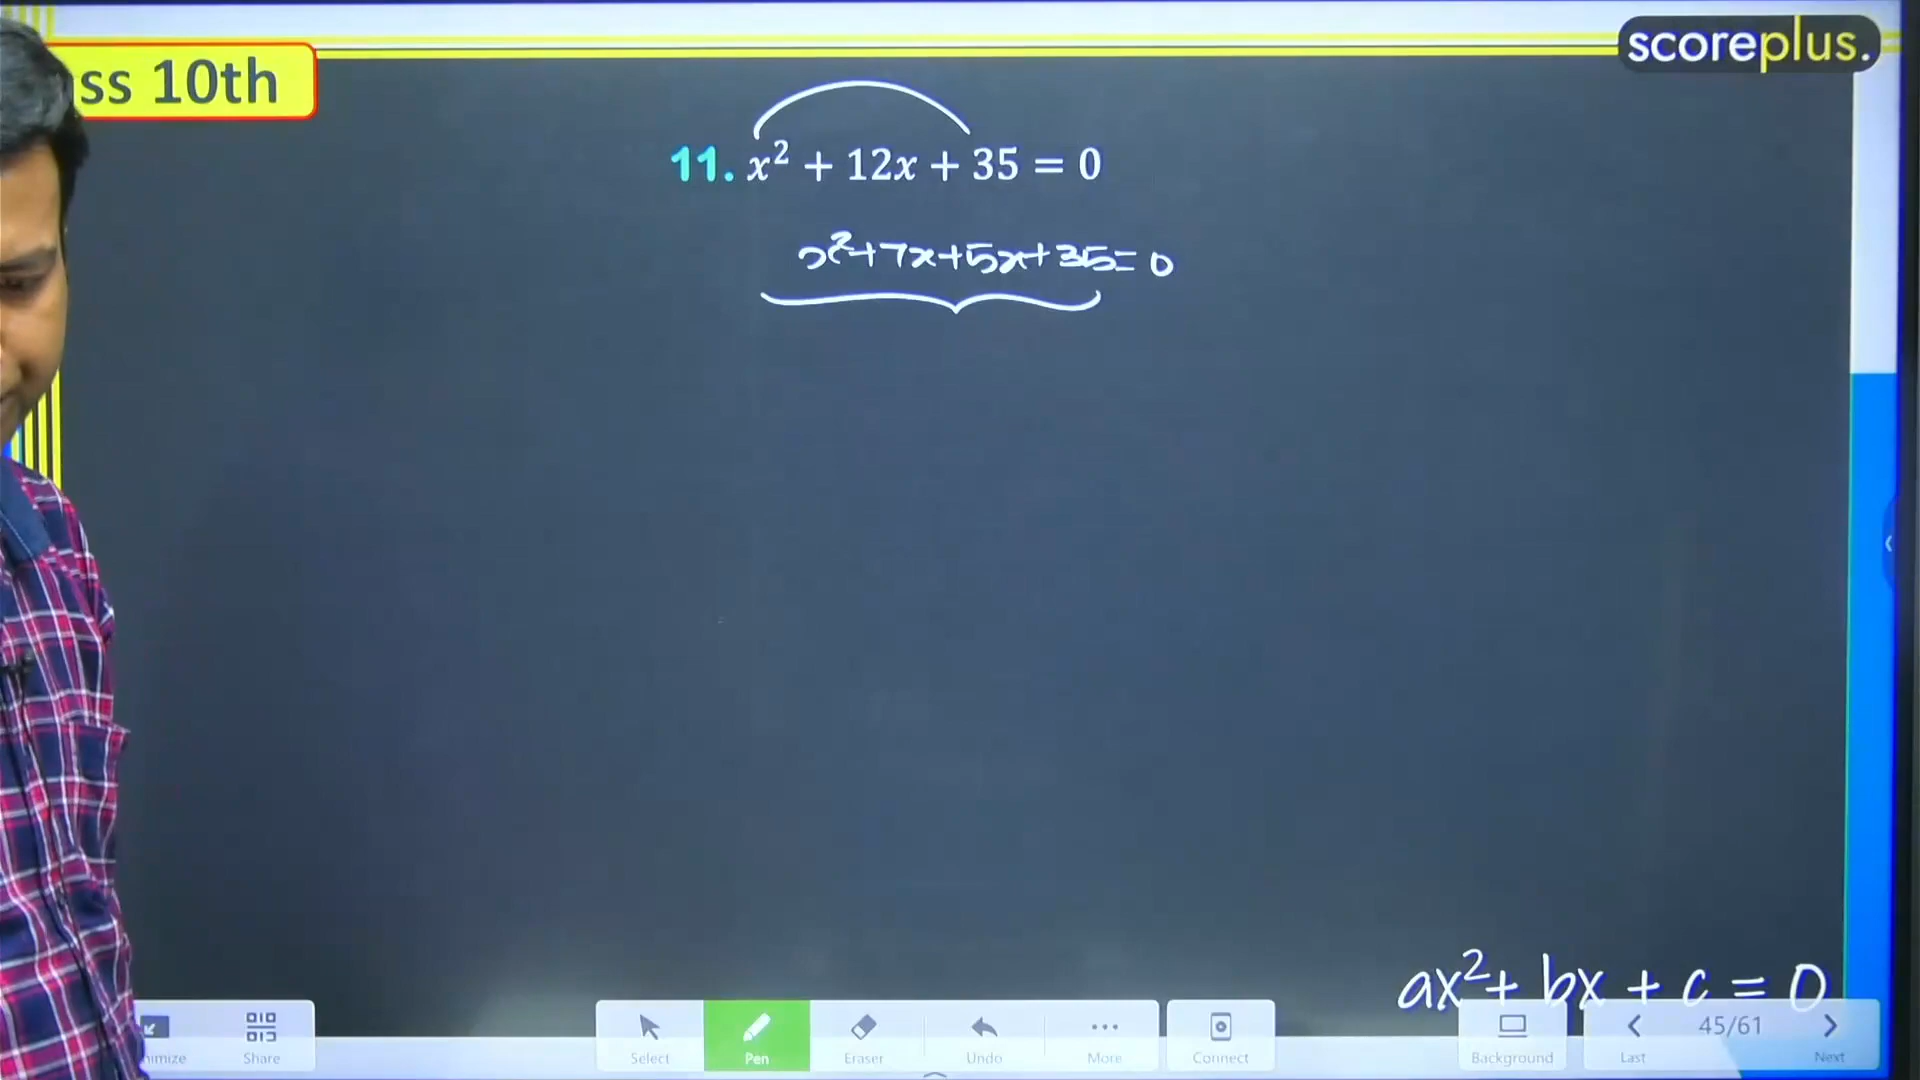 scoreplus.
ss 10th
11. x² + 12x + 35 = 0
x²+7x+5x+35=0
ax²+ bx + c = 0
Share
Select
Pen
Eraser
Undo
More
Connect
Background
Last
45/61
Next